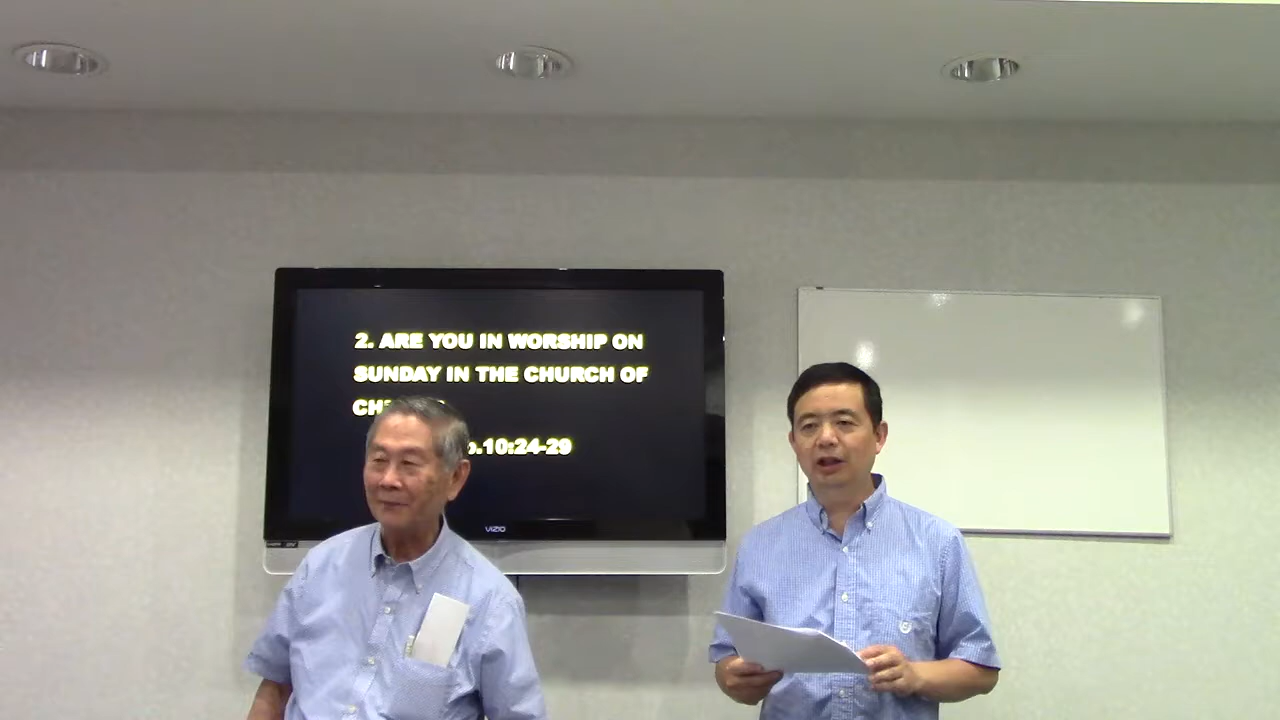 2. ARE YOU IN WORSHIP ON
SUNDAY IN THE CHURCH OF
.10:24-29
VIZIO